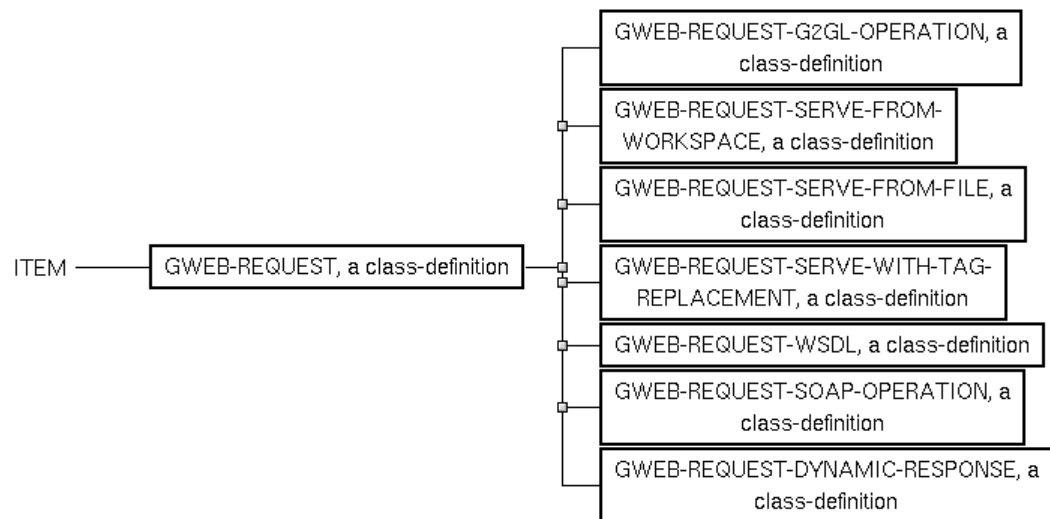 GWEB-REQUEST-G2GL-OPERATION, a
class-definition
GWEB-REQUEST-SERVE-FROM-
WORKSPACE, a class-definition
GWEB-REQUEST-SERVE-FROM-FILE, a
class-definition
ITEM
GWEB-REQUEST, a class-definition
GWEB-REQUEST-SERVE-WITH-TAG-
REPLACEMENT, a class-definition
GWEB-REQUEST-WSDL, a class-definition
GWEB-REQUEST-SOAP-OPERATION, a
class-definition
GWEB-REQUEST-DYNAMIC-RESPONSE, a
class-definition